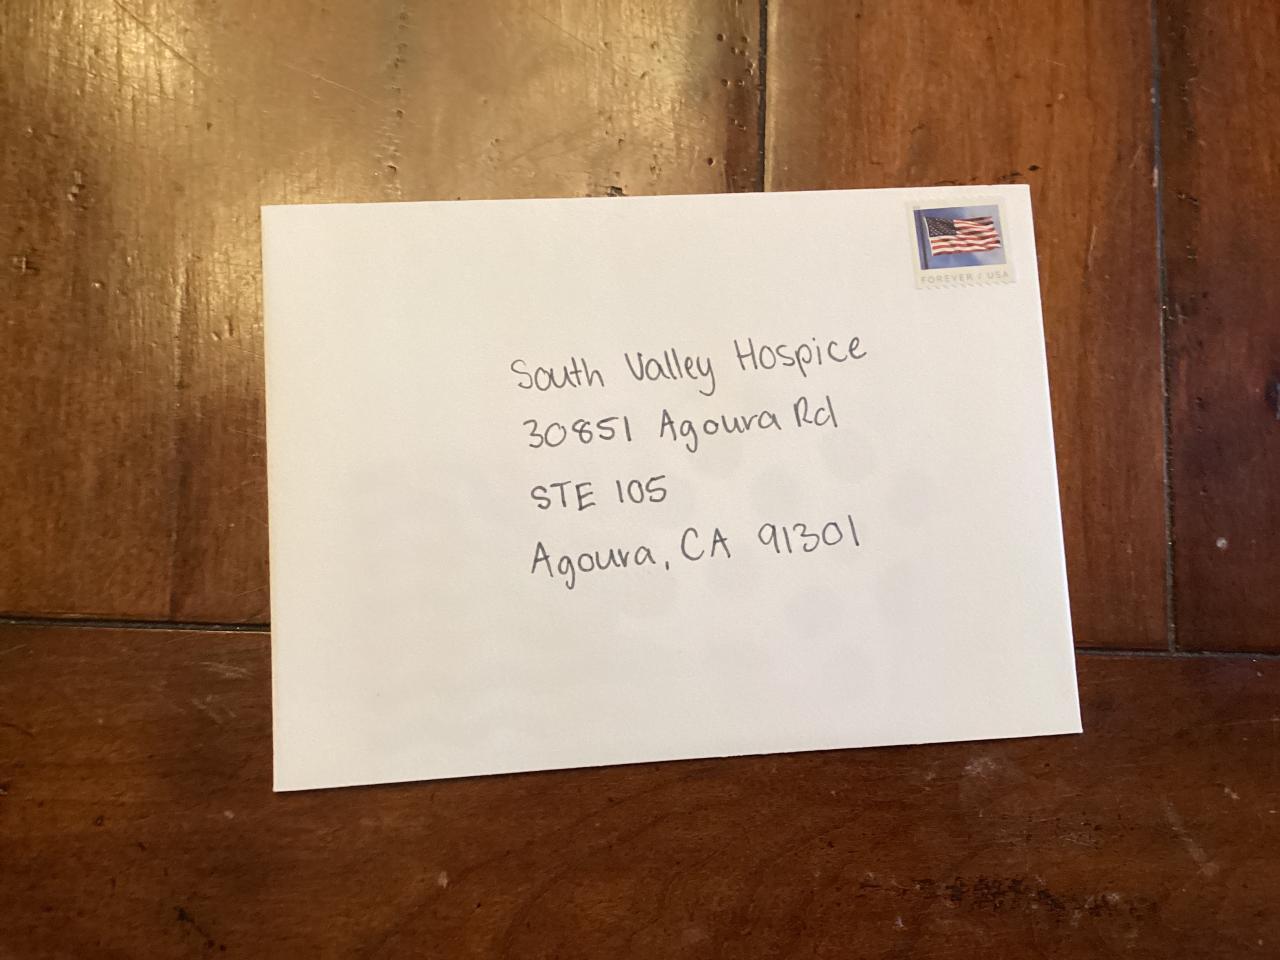 FOREVER / USA
South Valley Hospice
30851 Agoura Rd
STE 105
Agoura, CA 91301